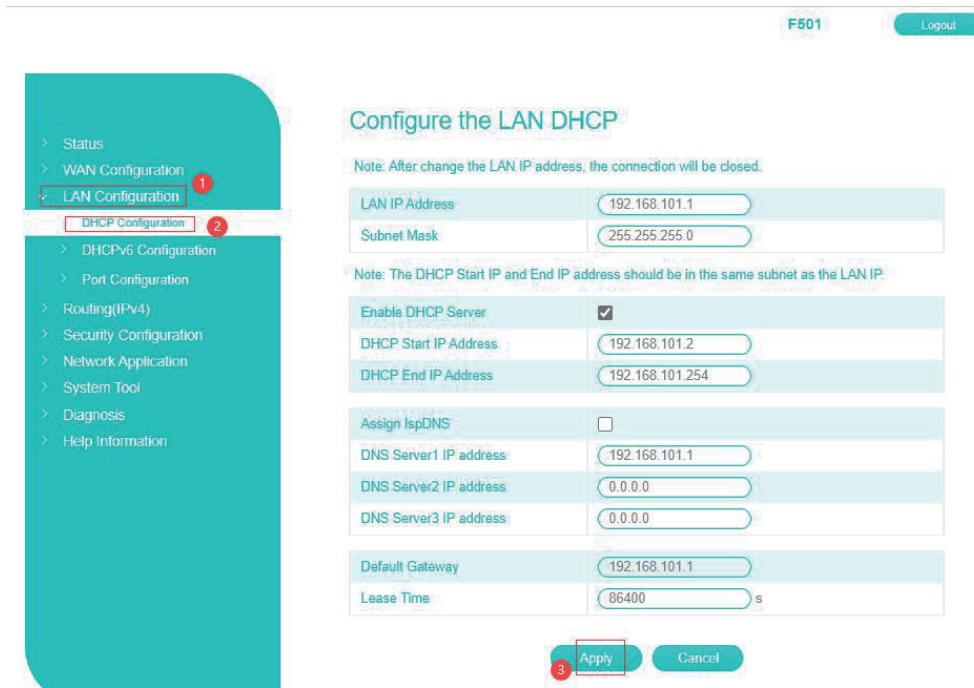 F501
Logout
Status
WAN Configuration
1
LAN Configuration
DHCP Configuration
2
DHCPv6 Configuration
Port Configuration
Routing(IPv4)
Security Configuration
Network Application
System Tool
Diagnosis
Help Information
Configure the LAN DHCP
Note: After change the LAN IP address, the connection will be closed.
LAN IP Address 192.168.101.1
Subnet Mask 255.255.255.0
Note: The DHCP Start IP and End IP address should be in the same subnet as the LAN IP.
Enable DHCP Server
DHCP Start IP Address 192.168.101.2
DHCP End IP Address 192.168.101.254
Assign IspDNS
DNS Server1 IP address 192.168.101.1
DNS Server2 IP address 0.0.0.0
DNS Server3 IP address 0.0.0.0
Default Gateway 192.168.101.1
Lease Time 86400 s
3 Apply Cancel